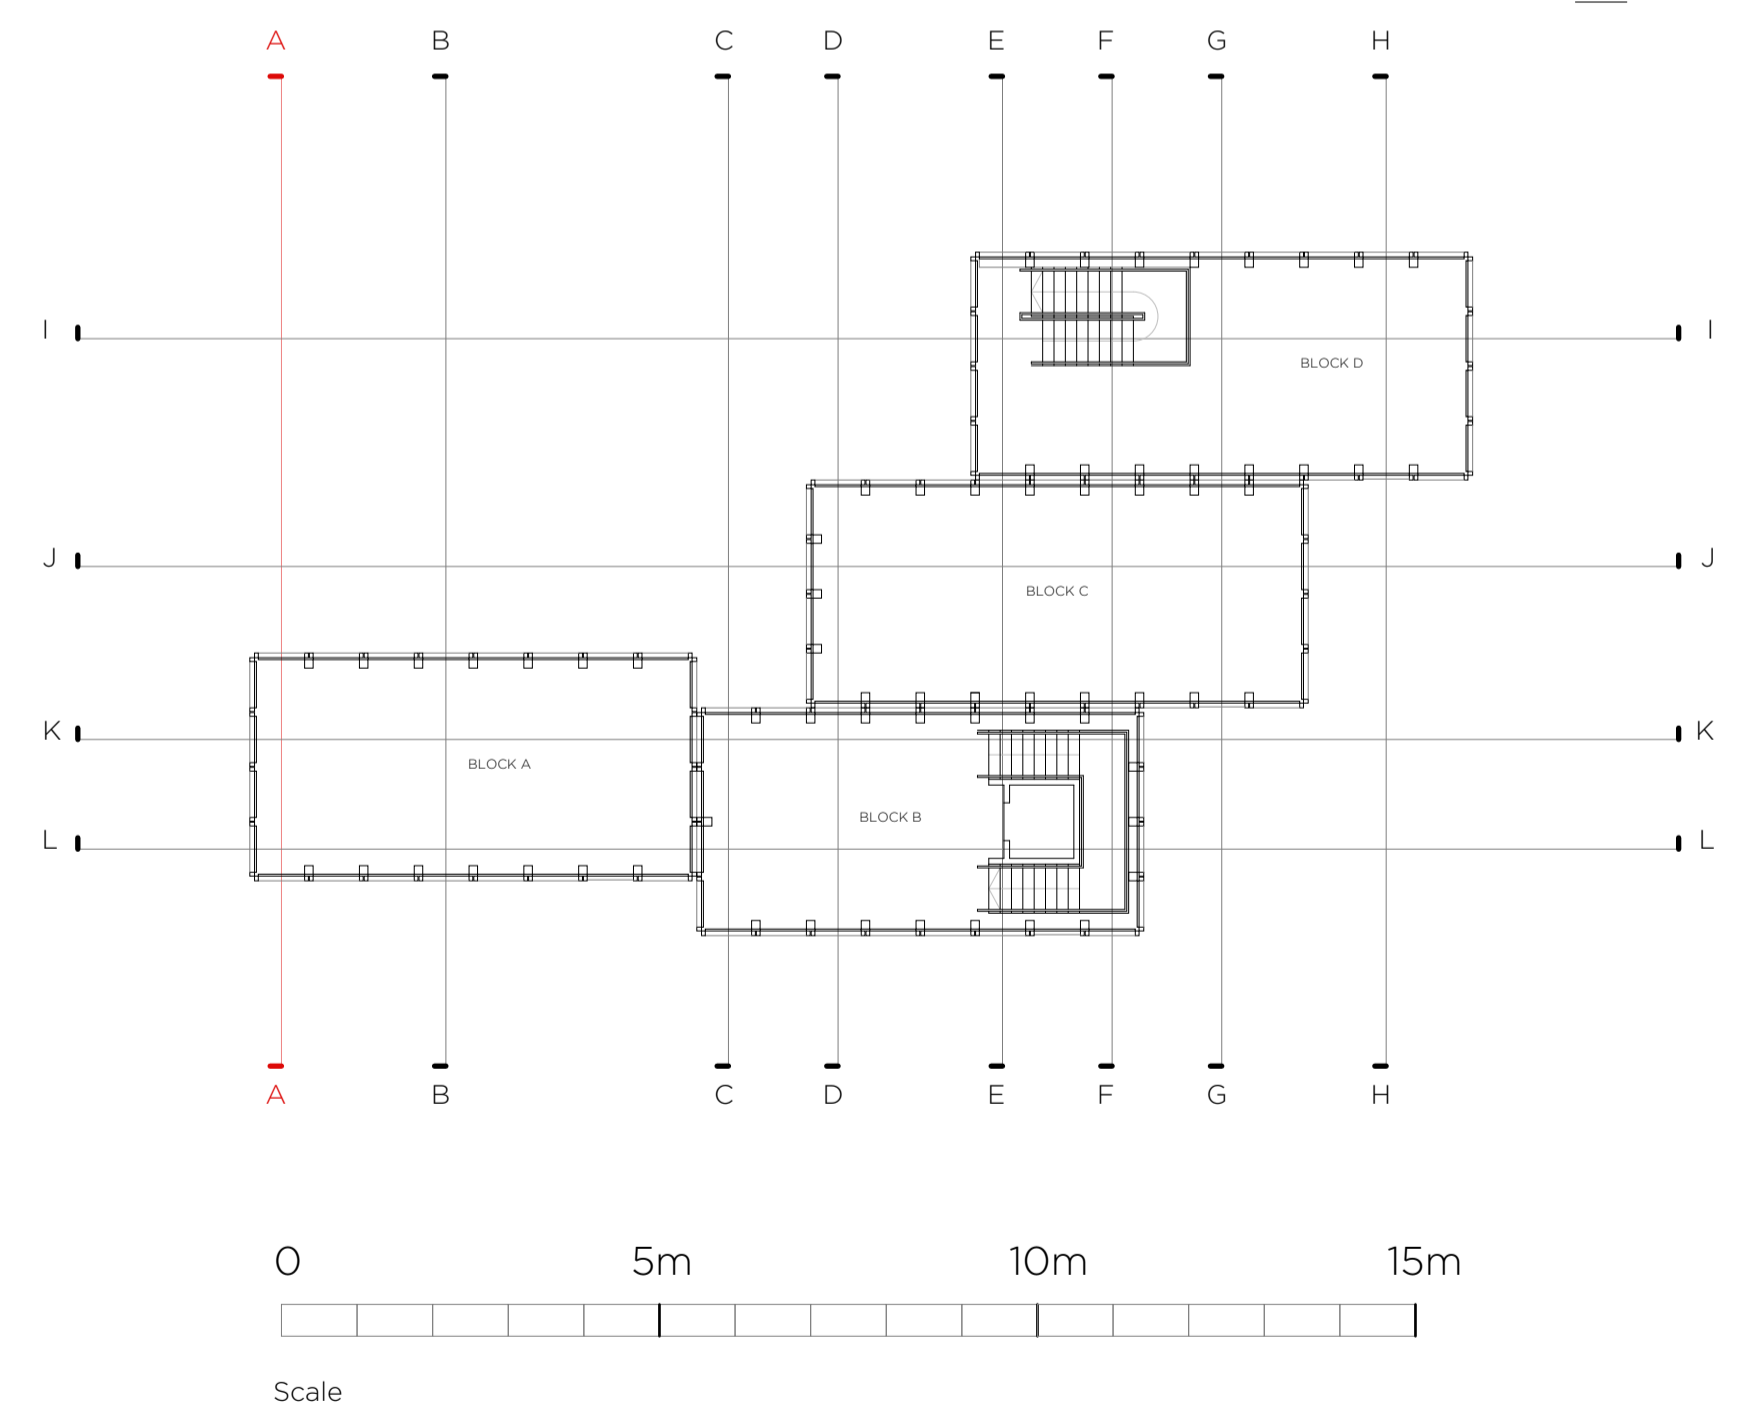 A B C D E F G H
I I
BLOCK D
J J
BLOCK C
K K
BLOCK A
BLOCK B
L L
A B C D E F G H
0 5m 10m 15m
Scale